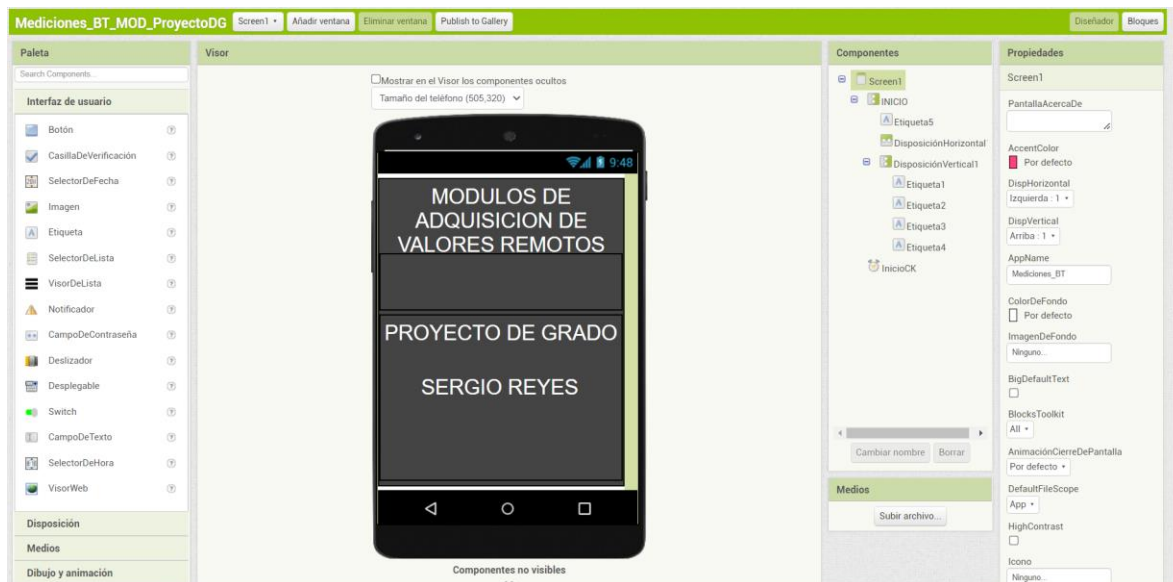 Mediciones_BT_MOD_ProyectoDG
Screen1
Añadir ventana
Eliminar ventana
Publish to Gallery
Diseñador
Bloques
Paleta
Search Components...
Interfaz de usuario
Botón
CasillaDeVerificación
SelectorDeFecha
Imagen
Etiqueta
SelectorDeLista
VisorDeLista
Notificador
CampoDeContraseña
Deslizador
Desplegable
Switch
CampoDeTexto
SelectorDeHora
VisorWeb
Disposición
Medios
Dibujo y animación
Visor
Mostrar en el Visor los componentes ocultos
Tamaño del teléfono (505,320)
9:48
MODULOS DE
ADQUISICION DE
VALORES REMOTOS
PROYECTO DE GRADO
SERGIO REYES
Componentes no visibles
Componentes
Screen1
INICIO
Etiqueta5
DisposiciónHorizontal
DisposiciónVertical1
Etiqueta1
Etiqueta2
Etiqueta3
Etiqueta4
InicioCK
Cambiar nombre
Borrar
Medios
Subir archivo...
Propiedades
Screen1
PantallaAcercaDe
AccentColor
Por defecto
DispHorizontal
Izquierda : 1
DispVertical
Arriba : 1
AppName
Mediciones_BT
ColorDeFondo
Por defecto
ImagenDeFondo
Ninguno...
BigDefaultText
BlocksToolkit
All
AnimaciónCierreDePantalla
Por defecto
DefaultFileScope
App
HighContrast
Icono
Ninguno...